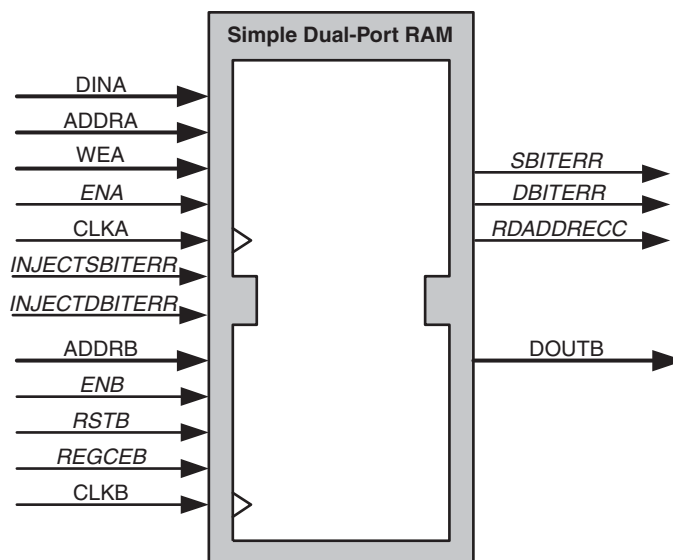 Simple Dual-Port RAM
DINA
ADDRA
WEA
ENA
CLKA
INJECTSBITERR
INJECTDBITERR
ADDRB
ENB
RSTB
REGCEB
CLKB
SBITERR
DBITERR
RDADDRECC
DOUTB